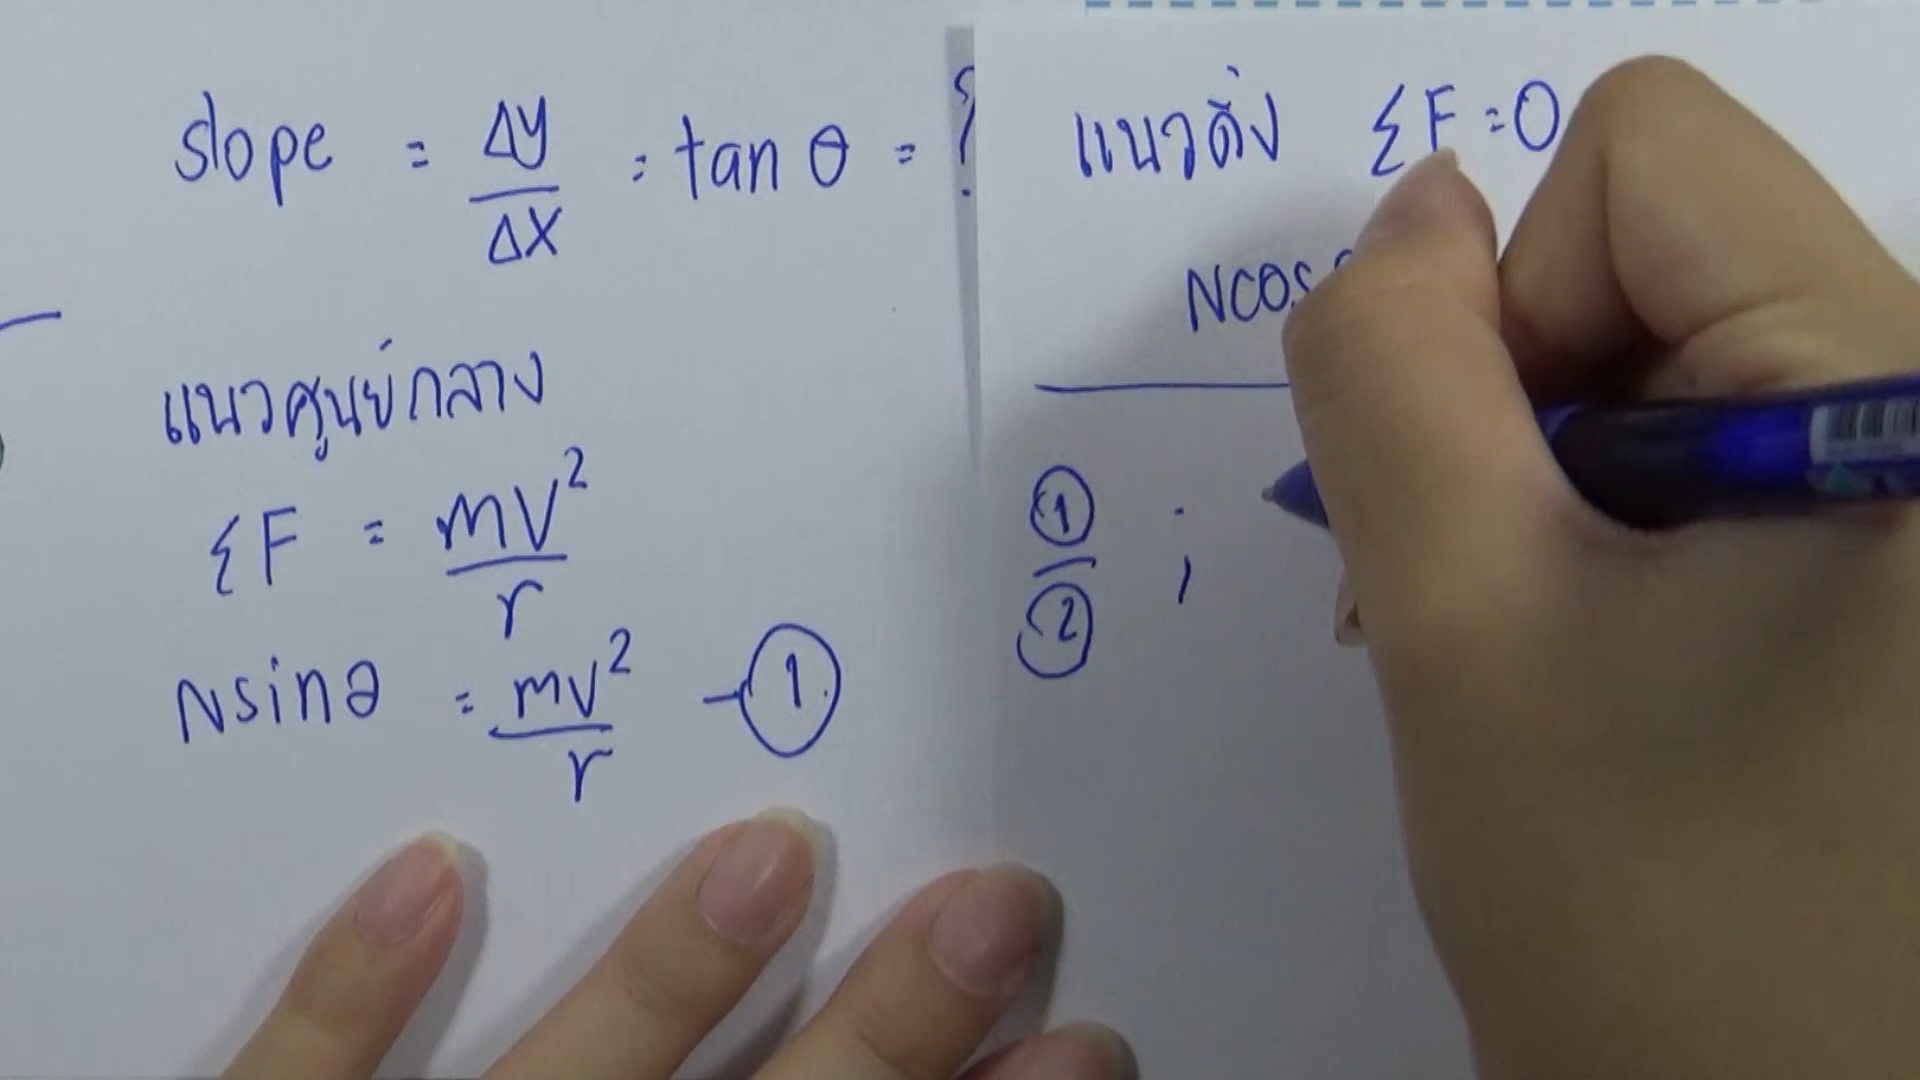 slope = Δy/Δx = tan θ = ?
แนวศูนย์กลาง
ΣF = mv²/r
Nsinθ = mv²/r -①
แนวดิ่ง ΣF = 0
Ncos
①/② ;